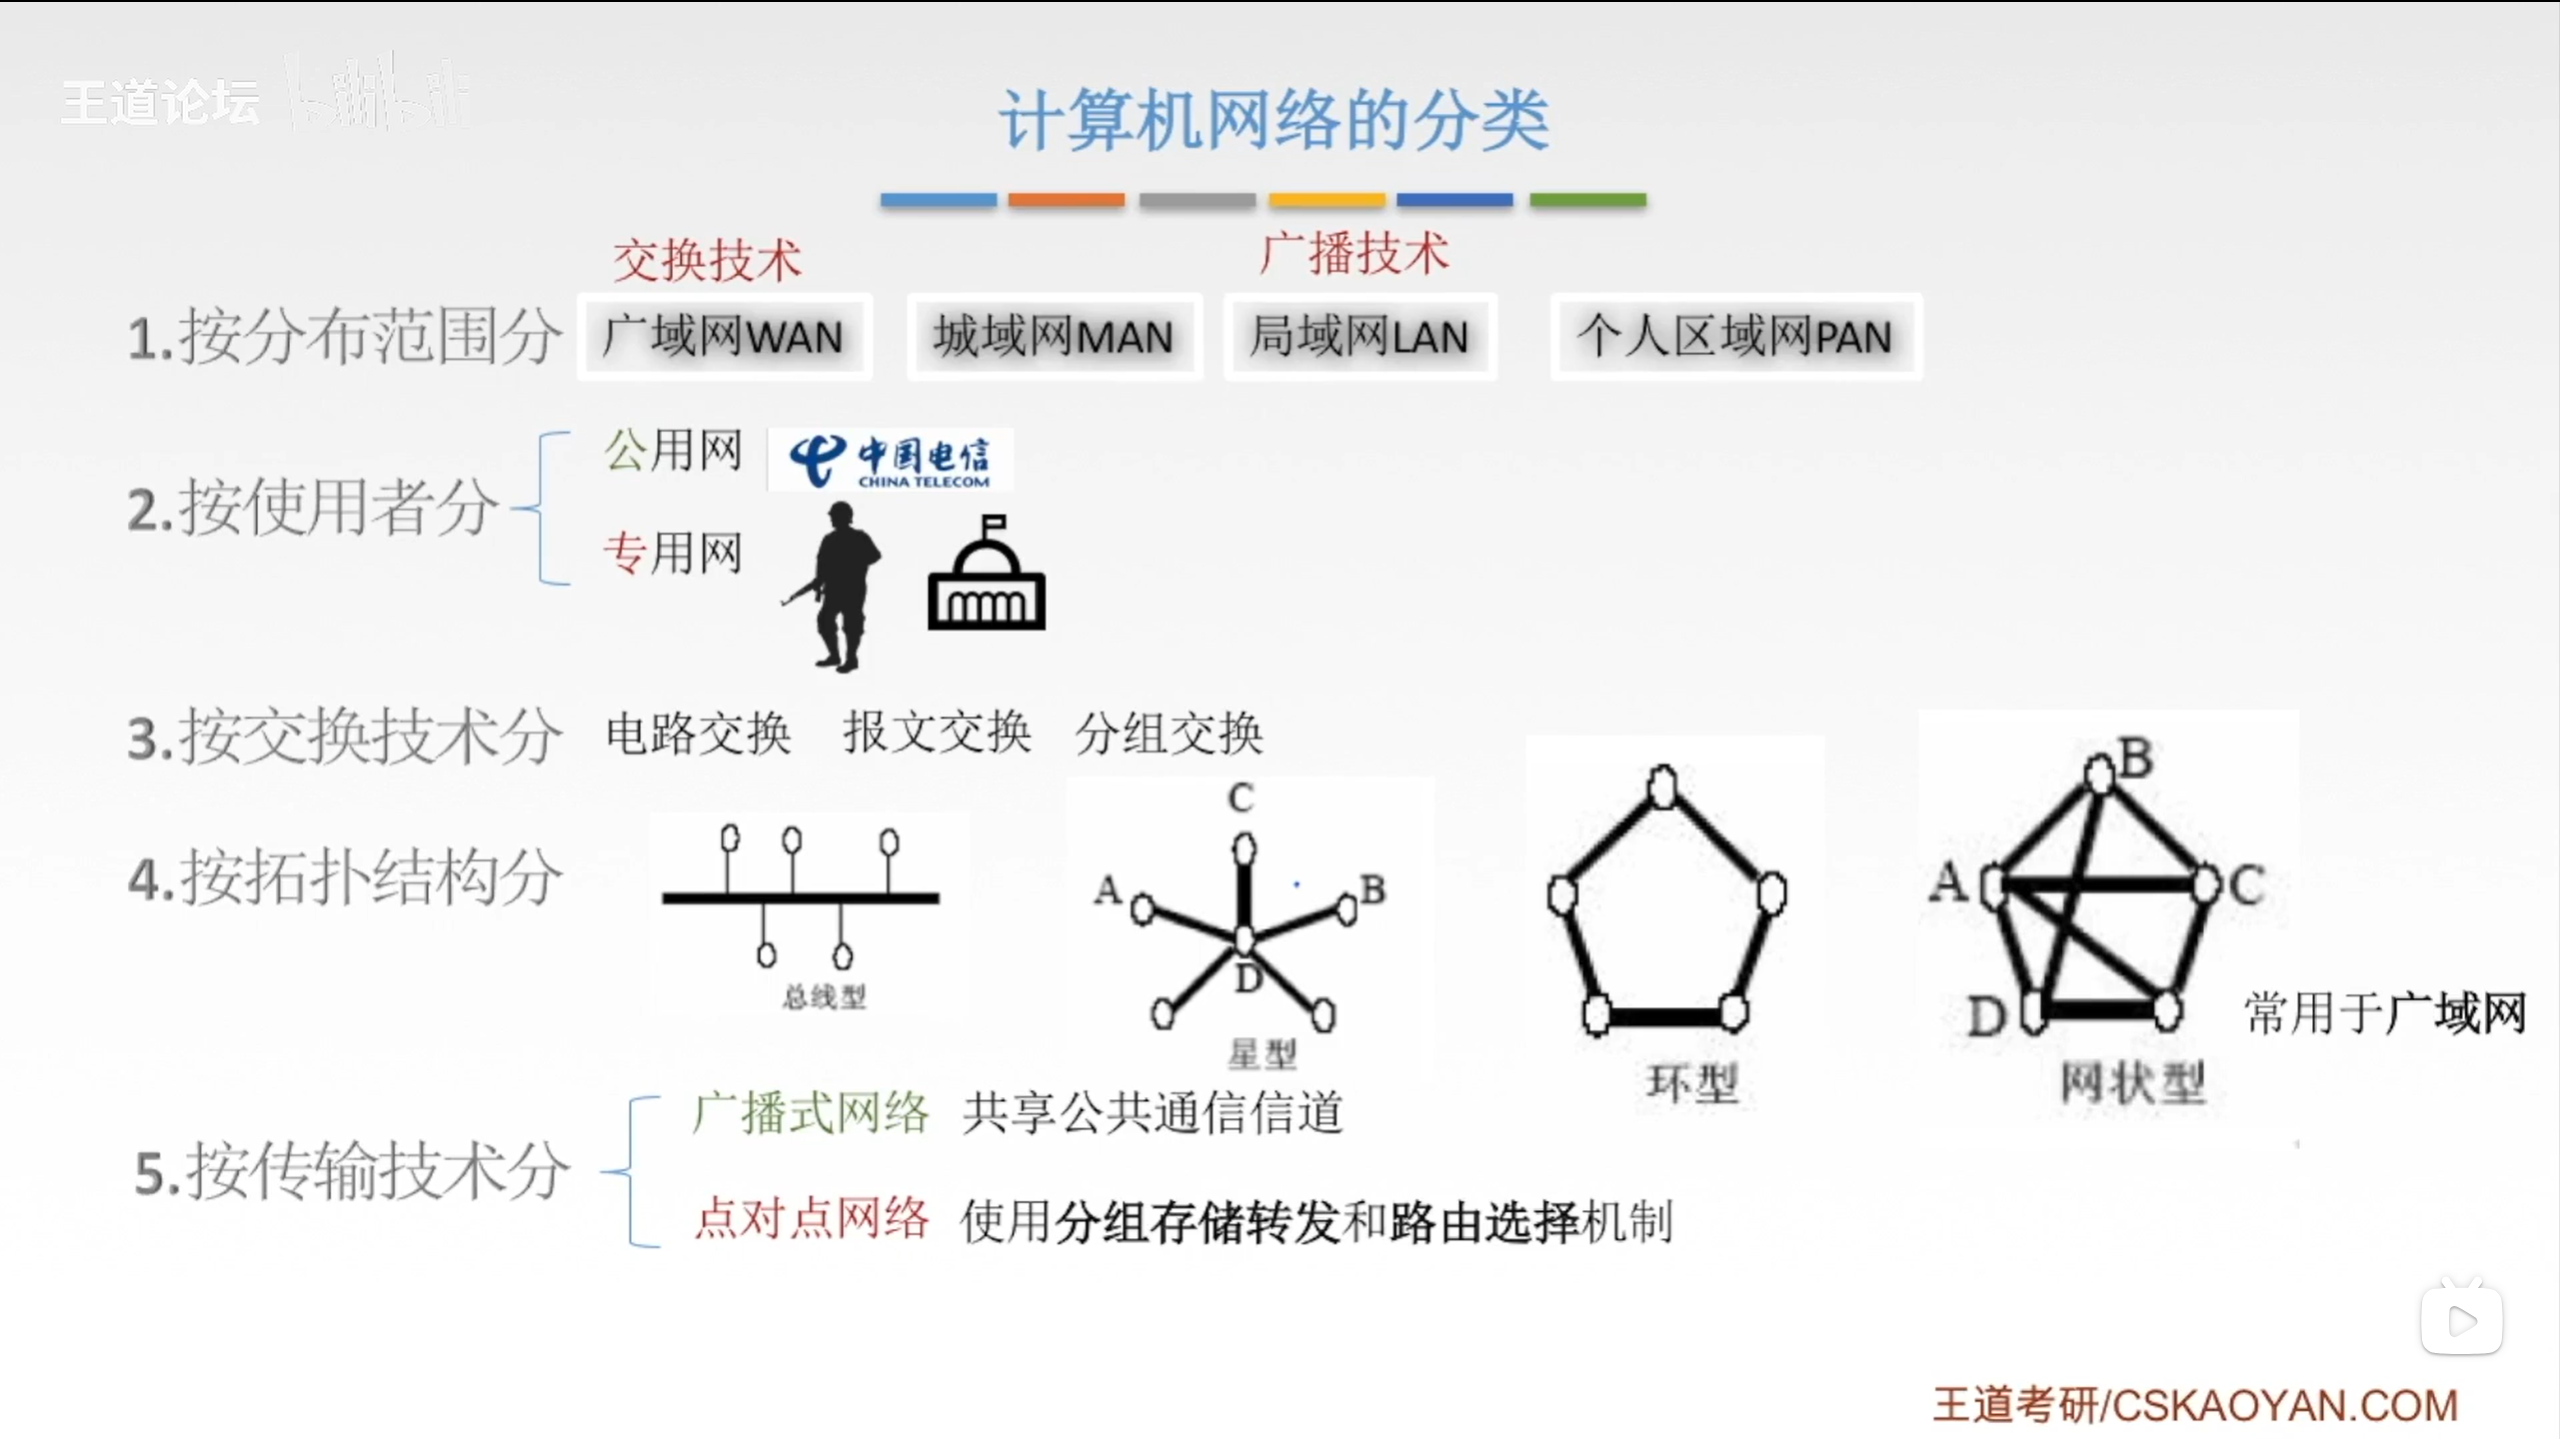 王道论坛 bilibili
计算机网络的分类
交换技术 广播技术
1.按分布范围分 广域网WAN 城域网MAN 局域网LAN 个人区域网PAN
公用网 中国电信
CHINA TELECOM
2.按使用者分
专用网
3.按交换技术分 电路交换 报文交换 分组交换
4.按拓扑结构分
总线型
C
A
B
D
星型
环型
B
A
C
D
网状型
常用于广域网
广播式网络 共享公共通信信道
5.按传输技术分
点对点网络 使用分组存储转发和路由选择机制
王道考研/CSKAOYAN.COM